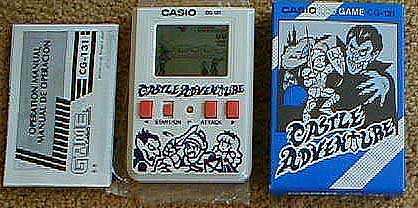 OPERATION MANUAL
MANUAL DE OPERACION
CG-131
GAME
CASIO CG-131
CASTLE ADVENTURE
START/ON ATTACK
CASIO GAME CG-131
CASTLE
ADVENTURE!